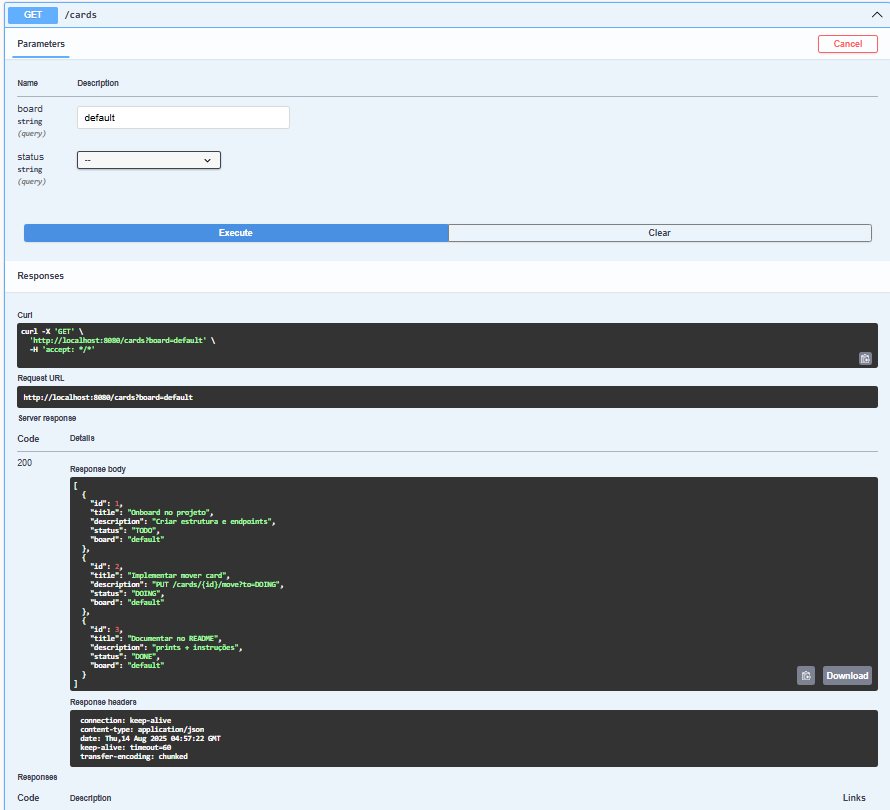 GET /cards
Parameters Cancel
Name Description
board
string
(query)
default
status
string
(query)
--
Execute Clear
Responses
Curl
curl -X 'GET' \
  'http://localhost:8080/cards?board=default' \
  -H 'accept: */*'
Request URL
http://localhost:8080/cards?board=default
Server response
Code Details
200
Response body
[
  {
    "id": 1,
    "title": "Onboard no projeto",
    "description": "Criar estrutura e endpoints",
    "status": "TODO",
    "board": "default"
  },
  {
    "id": 2,
    "title": "Implementar mover card",
    "description": "PUT /cards/{id}/move?to=DOING",
    "status": "DOING",
    "board": "default"
  },
  {
    "id": 3,
    "title": "Documentar no README",
    "description": "prints + instruções",
    "status": "DONE",
    "board": "default"
  }
]
Download
Response headers
connection: keep-alive
content-type: application/json
date: Thu,14 Aug 2025 04:57:22 GMT
keep-alive: timeout=60
transfer-encoding: chunked
Responses
Code Description Links